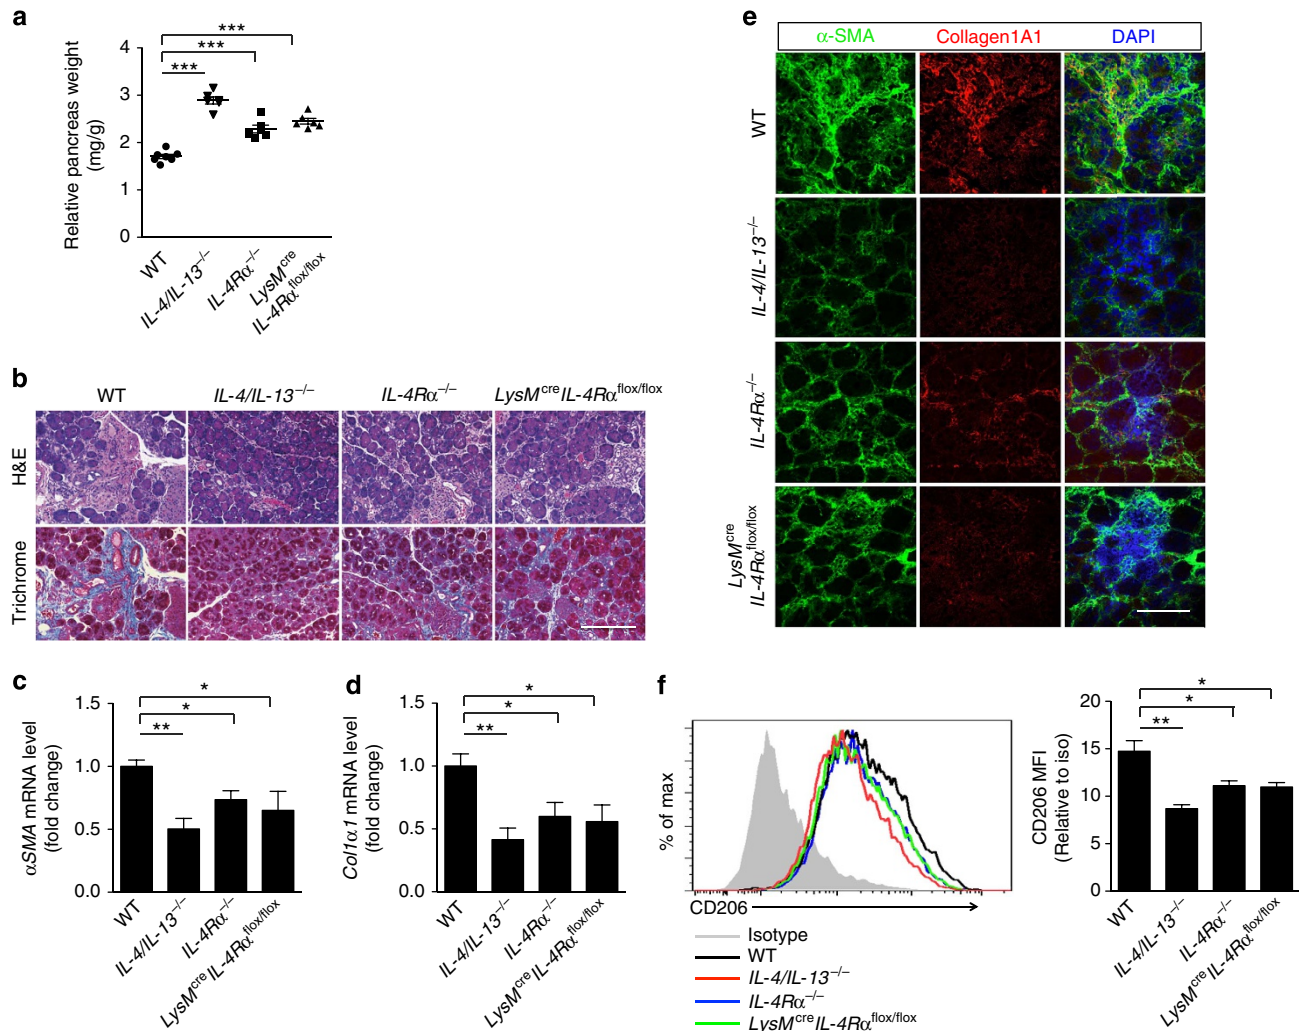 a
***
***
***
4
3
2
1
0
Relative pancreas weight
(mg/g)
WT
IL-4/IL-13⁻/⁻
IL-4Rα⁻/⁻
LysMᶜʳᵉ
IL-4Rαᶠˡᵒˣ/ᶠˡᵒˣ
b
WT
IL-4/IL-13⁻/⁻
IL-4Rα⁻/⁻
LysMᶜʳᵉIL-4Rαᶠˡᵒˣ/ᶠˡᵒˣ
H&E
Trichrome
c
*
*
**
1.5
1.0
0.5
0.0
αSMA mRNA level
(fold change)
WT
IL-4/IL-13⁻/⁻
IL-4Rα⁻/⁻
LysMᶜʳᵉIL-4Rαᶠˡᵒˣ/ᶠˡᵒˣ
d
*
*
**
1.5
1.0
0.5
0.0
Col1α1 mRNA level
(fold change)
WT
IL-4/IL-13⁻/⁻
IL-4Rα⁻/⁻
LysMᶜʳᵉIL-4Rαᶠˡᵒˣ/ᶠˡᵒˣ
e
α-SMA Collagen1A1 DAPI
WT
IL-4/IL-13⁻/⁻
IL-4Rα⁻/⁻
LysMᶜʳᵉ
IL-4Rαᶠˡᵒˣ/ᶠˡᵒˣ
f
% of max
CD206
Isotype
WT
IL-4/IL-13⁻/⁻
IL-4Rα⁻/⁻
LysMᶜʳᵉIL-4Rαᶠˡᵒˣ/ᶠˡᵒˣ
*
*
**
20
15
10
5
0
CD206 MFI
(Relative to iso)
WT
IL-4/IL-13⁻/⁻
IL-4Rα⁻/⁻
LysMᶜʳᵉIL-4Rαᶠˡᵒˣ/ᶠˡᵒˣ